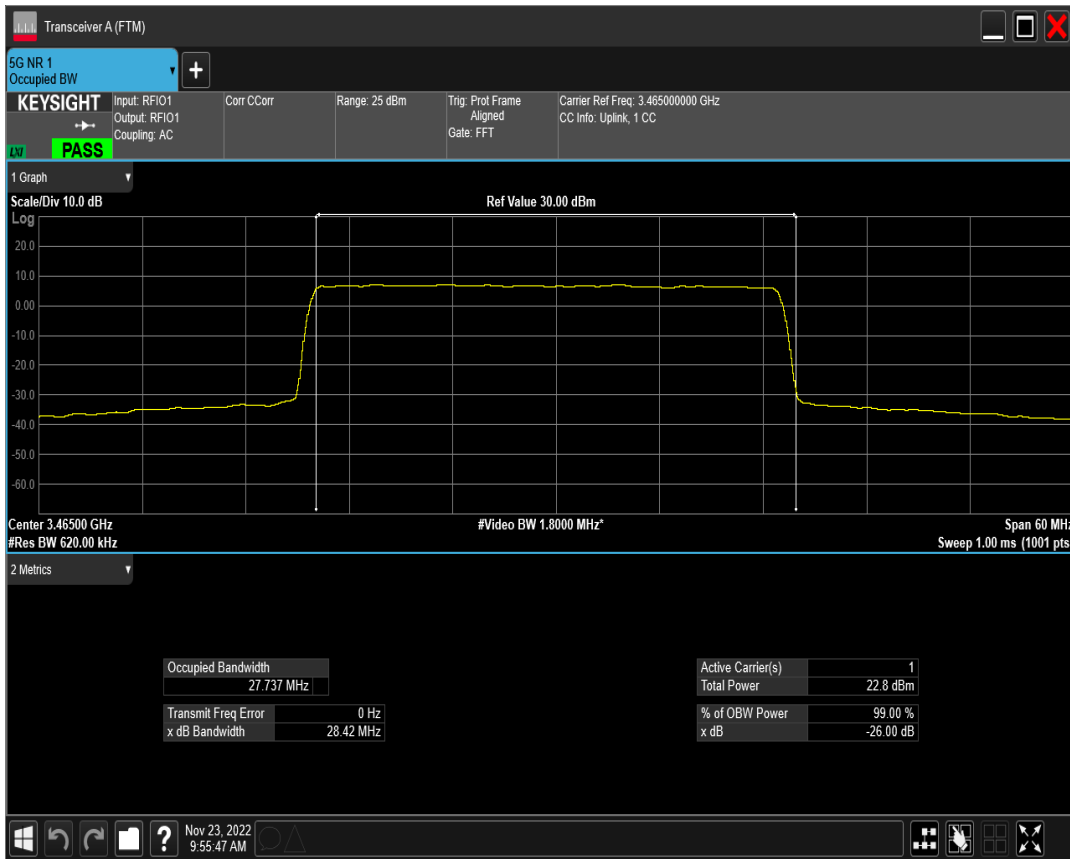 Transceiver A (FTM)
5G NR 1
Occupied BW
KEYSIGHT
LXI
PASS
Input: RFIO1
Output: RFIO1
Coupling: AC
Corr CCorr
Range: 25 dBm
Trig: Prot Frame
Aligned
Gate: FFT
Carrier Ref Freq: 3.465000000 GHz
CC Info: Uplink, 1 CC
1 Graph
Scale/Div 10.0 dB
Ref Value 30.00 dBm
Log
20.0
10.0
0.00
-10.0
-20.0
-30.0
-40.0
-50.0
-60.0
Center 3.46500 GHz
#Video BW 1.8000 MHz*
Span 60 MHz
#Res BW 620.00 kHz
Sweep 1.00 ms (1001 pts
2 Metrics
Occupied Bandwidth
27.737 MHz
Transmit Freq Error 0 Hz
x dB Bandwidth 28.42 MHz
Active Carrier(s) 1
Total Power 22.8 dBm
% of OBW Power 99.00 %
x dB -26.00 dB
?
Nov 23, 2022
9:55:47 AM